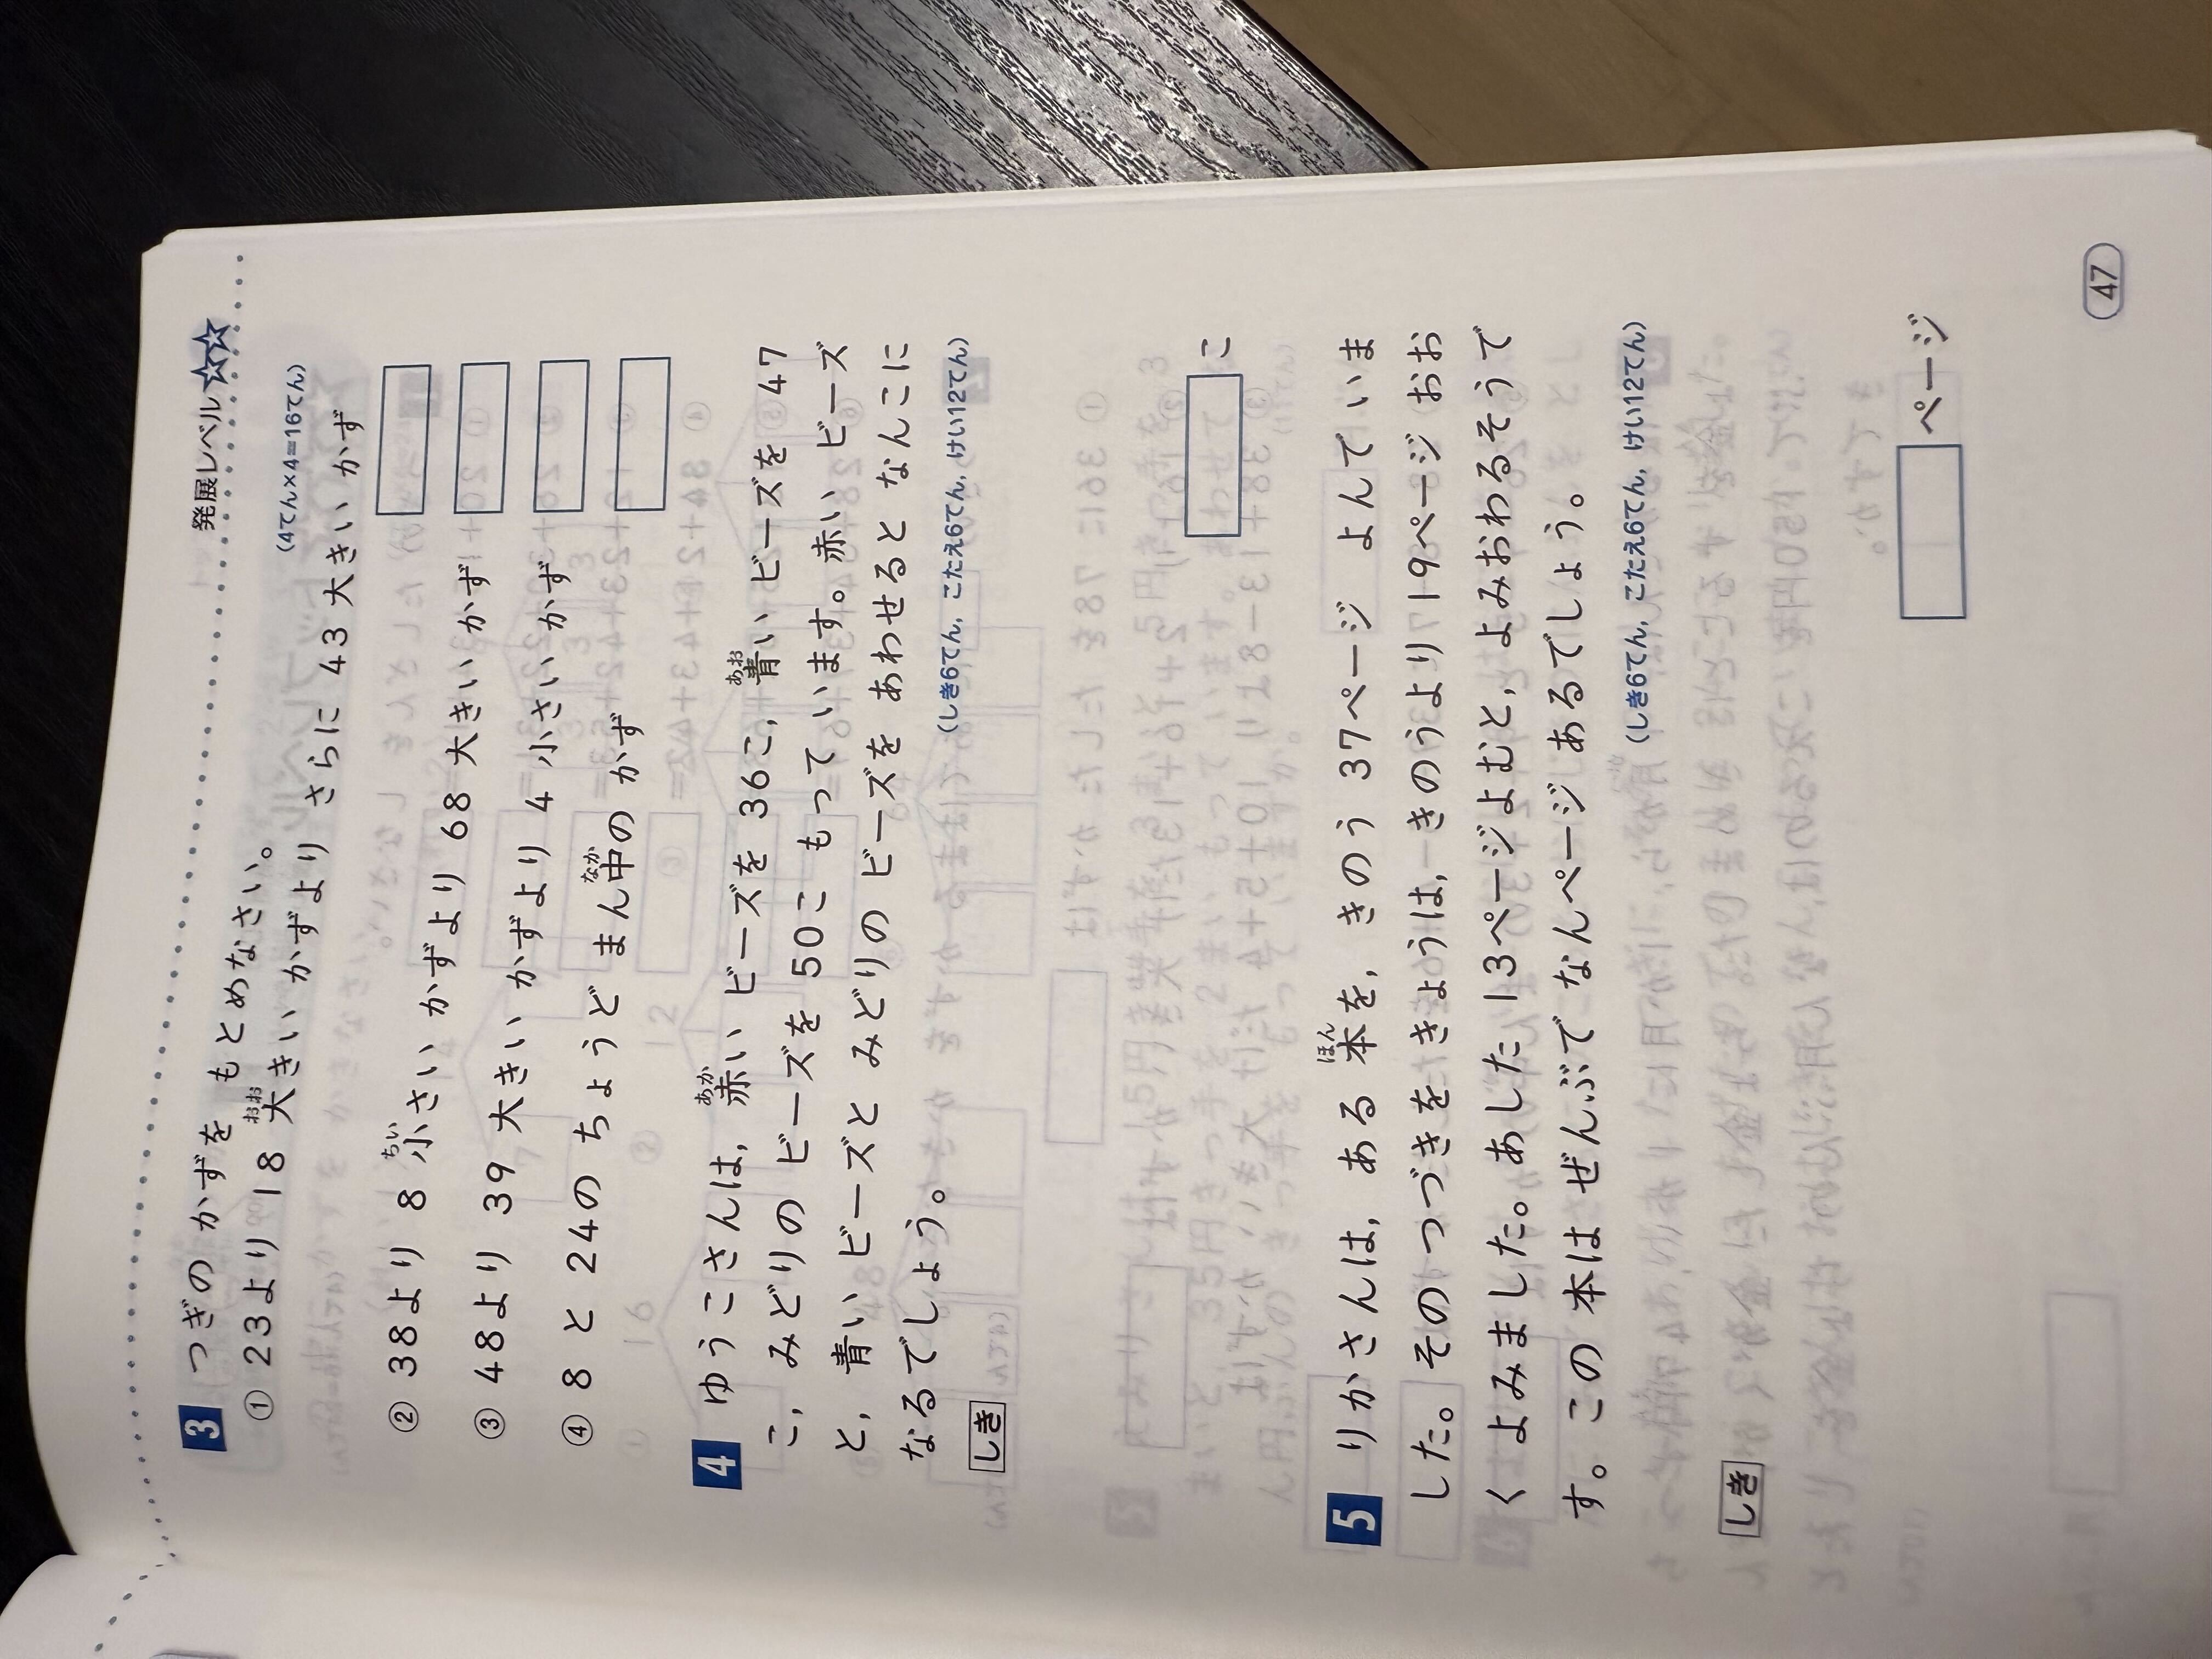 発展レベル☆☆
3 つぎの かずを もとめなさい。
(4てん×4=16てん)
① 23より 18 大きい かずより さらに 43 大きい かず
おお
② 38より 8 小さい かずより 68 大きい かず
ちい
③ 48より 39 大きい かずより 4 小さい かず
④ 8 と 24の ちょうど まん中の かず
なか
4 ゆうこさんは, 赤い ビーズを 36こ, 青い ビーズを 47
あか あお
こ, みどりの ビーズを 50こ もって います。赤い ビーズ
と, 青い ビーズと みどりの ビーズを あわせると なんこに
なるでしょう。
(しき6てん, こたえ6てん, けい12てん)
しき
こ
5 りかさんは, ある 本を, きのう 37ページ よんで いま
ほん
した。そのつづきをきょうは, きのうより 19ページ おお
く よみました。あした 13ページよむと, よみおわるそうで
す。この 本は ぜんぶで なんページ あるでしょう。
(しき6てん, こたえ6てん, けい12てん)
しき
ページ
47